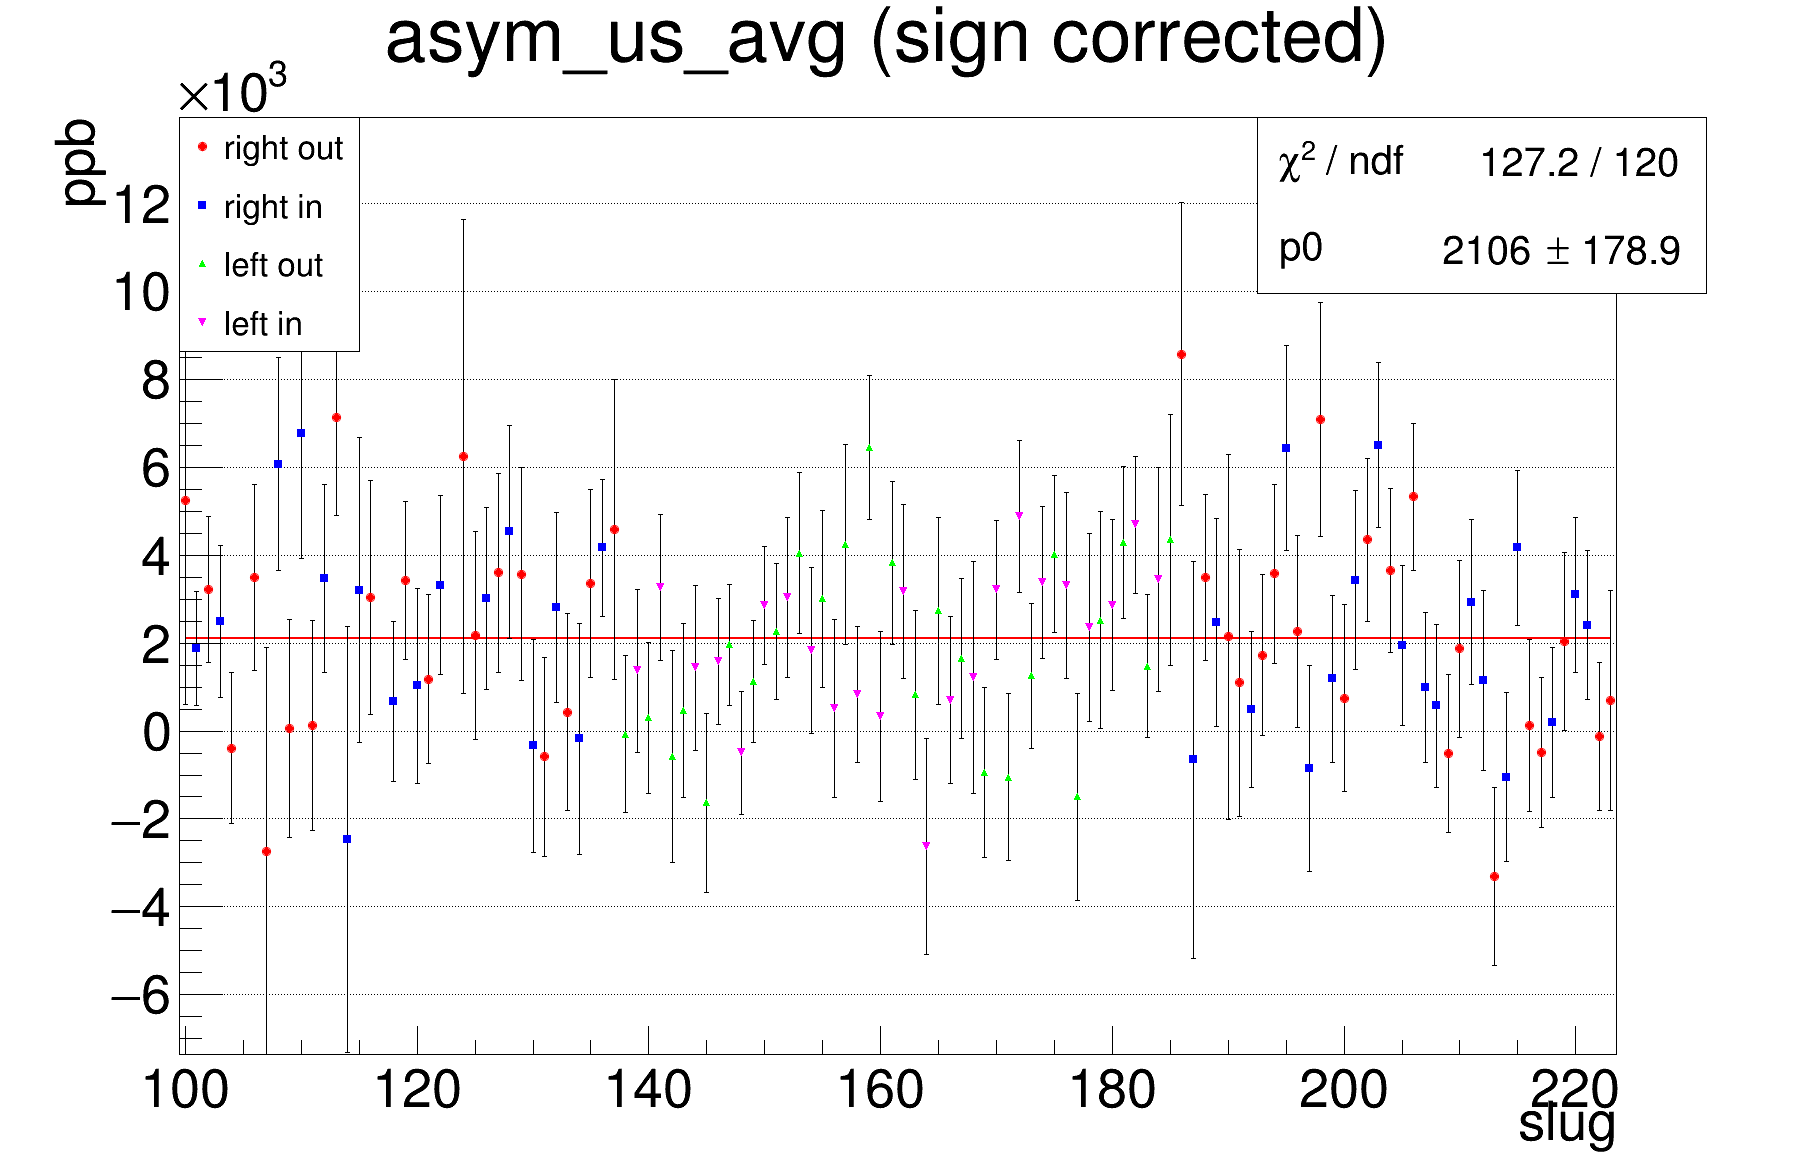 asym_us_avg (sign corrected)
×10³
ppb
right out
right in
left out
left in
χ² / ndf 127.2 / 120
p0 2106 ± 178.9
12
10
8
6
4
2
0
−2
−4
−6
100 120 140 160 180 200 220
slug